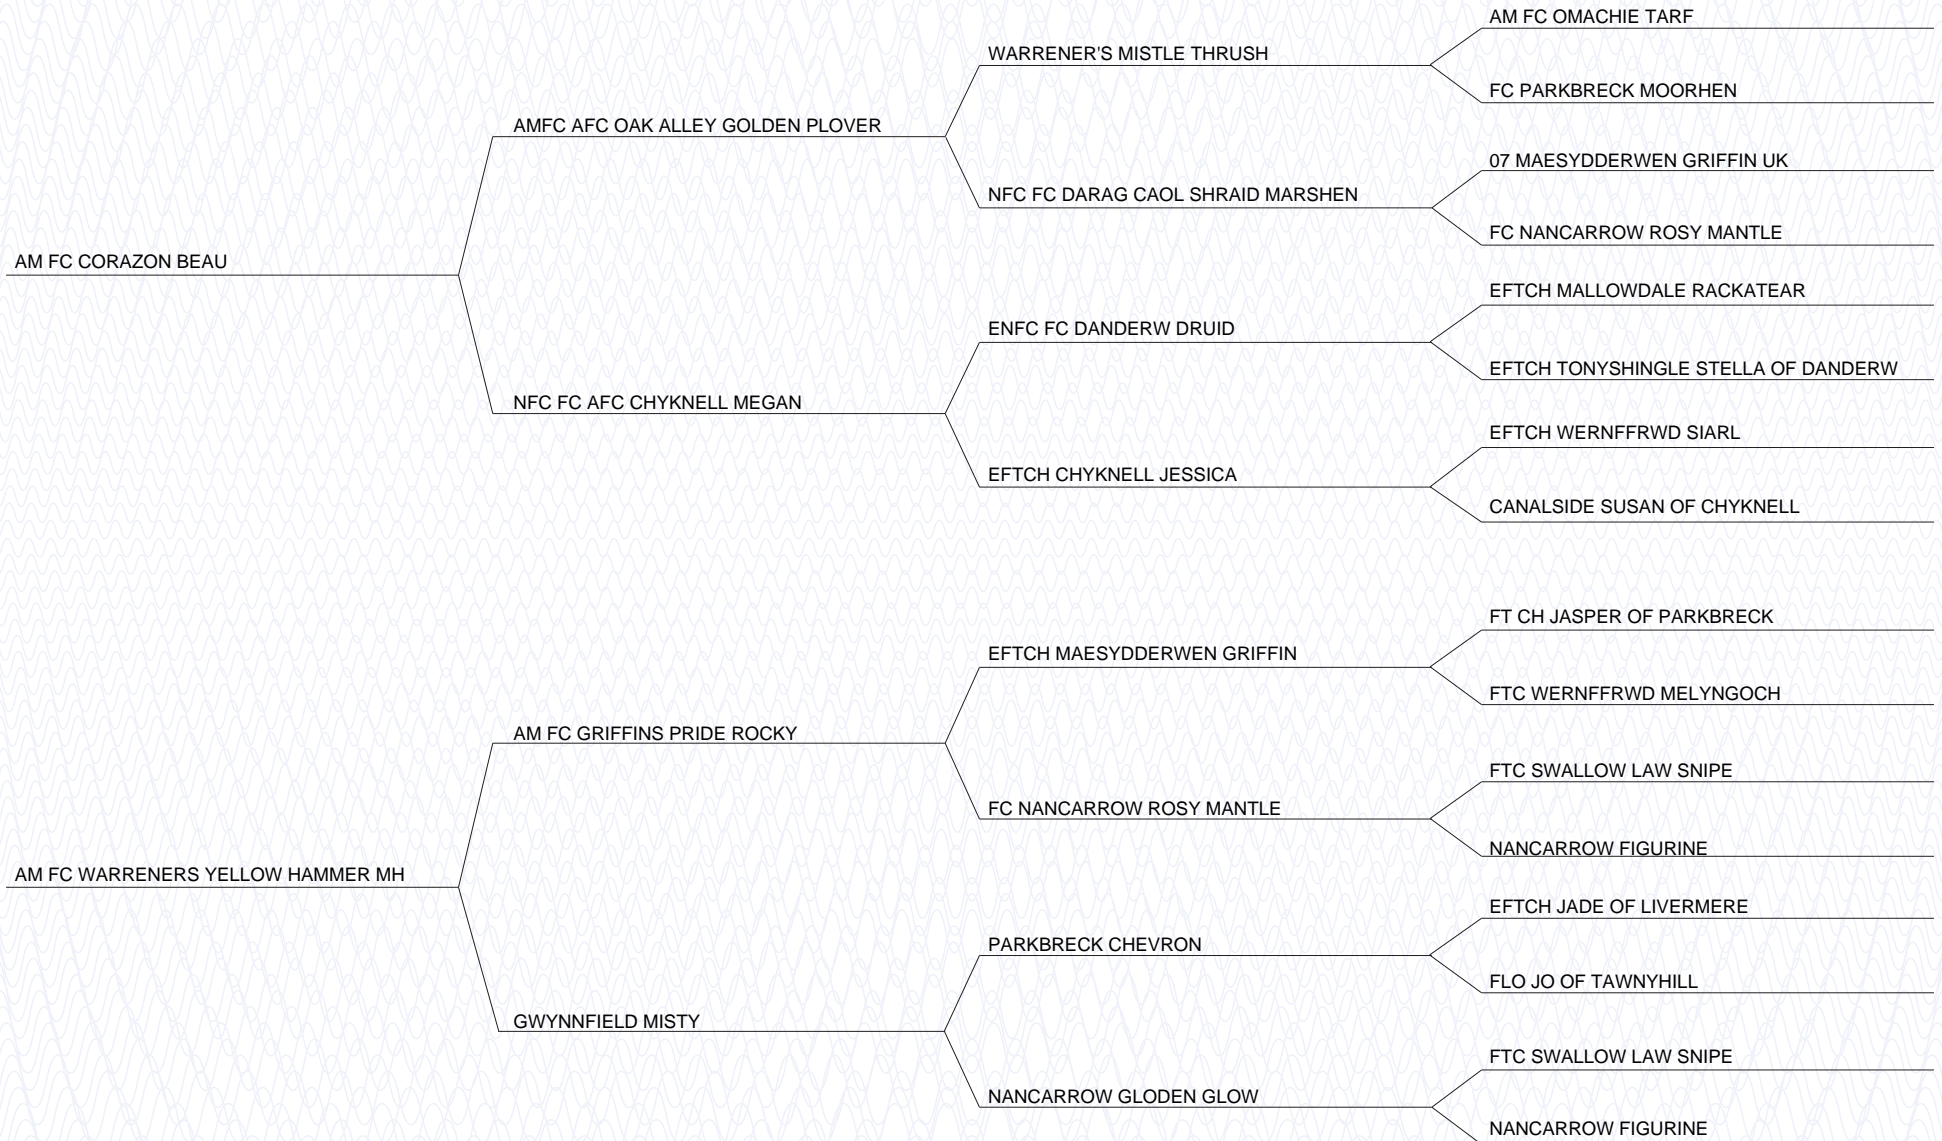 AM FC OMACHIE TARF
WARRENER'S MISTLE THRUSH
FC PARKBRECK MOORHEN
AMFC AFC OAK ALLEY GOLDEN PLOVER
07 MAESYDDERWEN GRIFFIN UK
NFC FC DARAG CAOL SHRAID MARSHEN
FC NANCARROW ROSY MANTLE
AM FC CORAZON BEAU
EFTCH MALLOWDALE RACKATEAR
ENFC FC DANDERW DRUID
EFTCH TONYSHINGLE STELLA OF DANDERW
NFC FC AFC CHYKNELL MEGAN
EFTCH WERNFFRWD SIARL
EFTCH CHYKNELL JESSICA
CANALSIDE SUSAN OF CHYKNELL
FT CH JASPER OF PARKBRECK
EFTCH MAESYDDERWEN GRIFFIN
FTC WERNFFRWD MELYNGOCH
AM FC GRIFFINS PRIDE ROCKY
FTC SWALLOW LAW SNIPE
FC NANCARROW ROSY MANTLE
NANCARROW FIGURINE
AM FC WARRENERS YELLOW HAMMER MH
EFTCH JADE OF LIVERMERE
PARKBRECK CHEVRON
FLO JO OF TAWNYHILL
GWYNNFIELD MISTY
FTC SWALLOW LAW SNIPE
NANCARROW GLODEN GLOW
NANCARROW FIGURINE